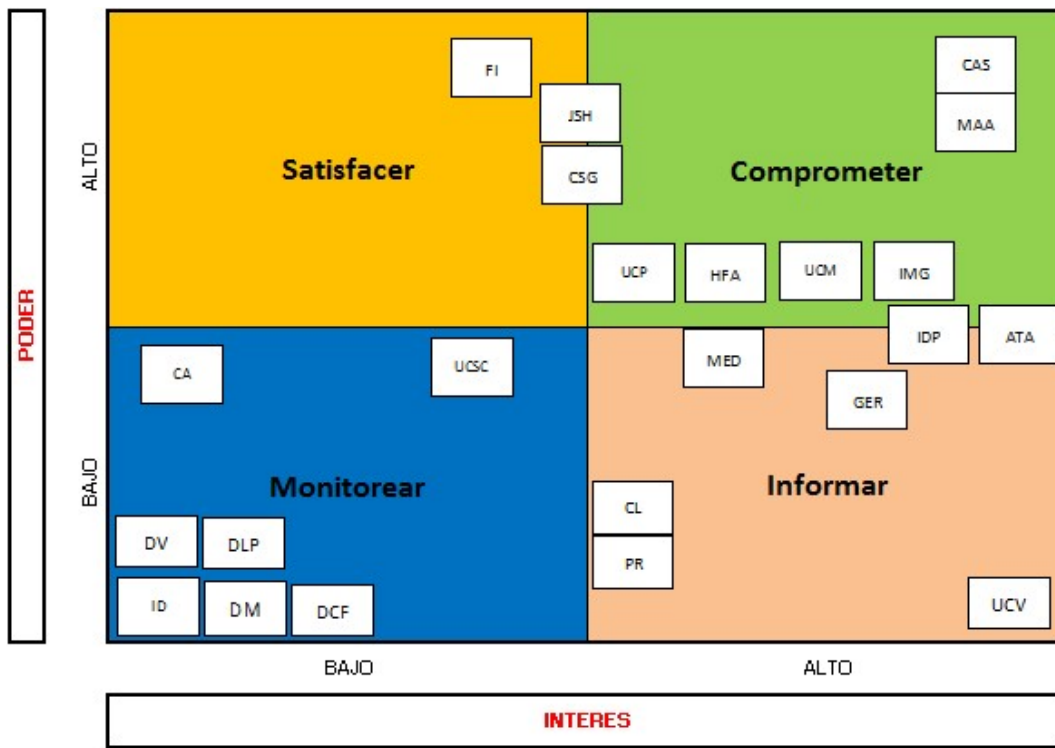 PODER
ALTO
BAJO
FI
JSH
CSG
Satisfacer
CAS
MAA
Comprometer
UCP
HFA
UCM
IMG
IDP
ATA
CA
UCSC
Monitorear
DV
DLP
ID
DM
DCF
MED
GER
Informar
CL
PR
UCV
BAJO
ALTO
INTERES